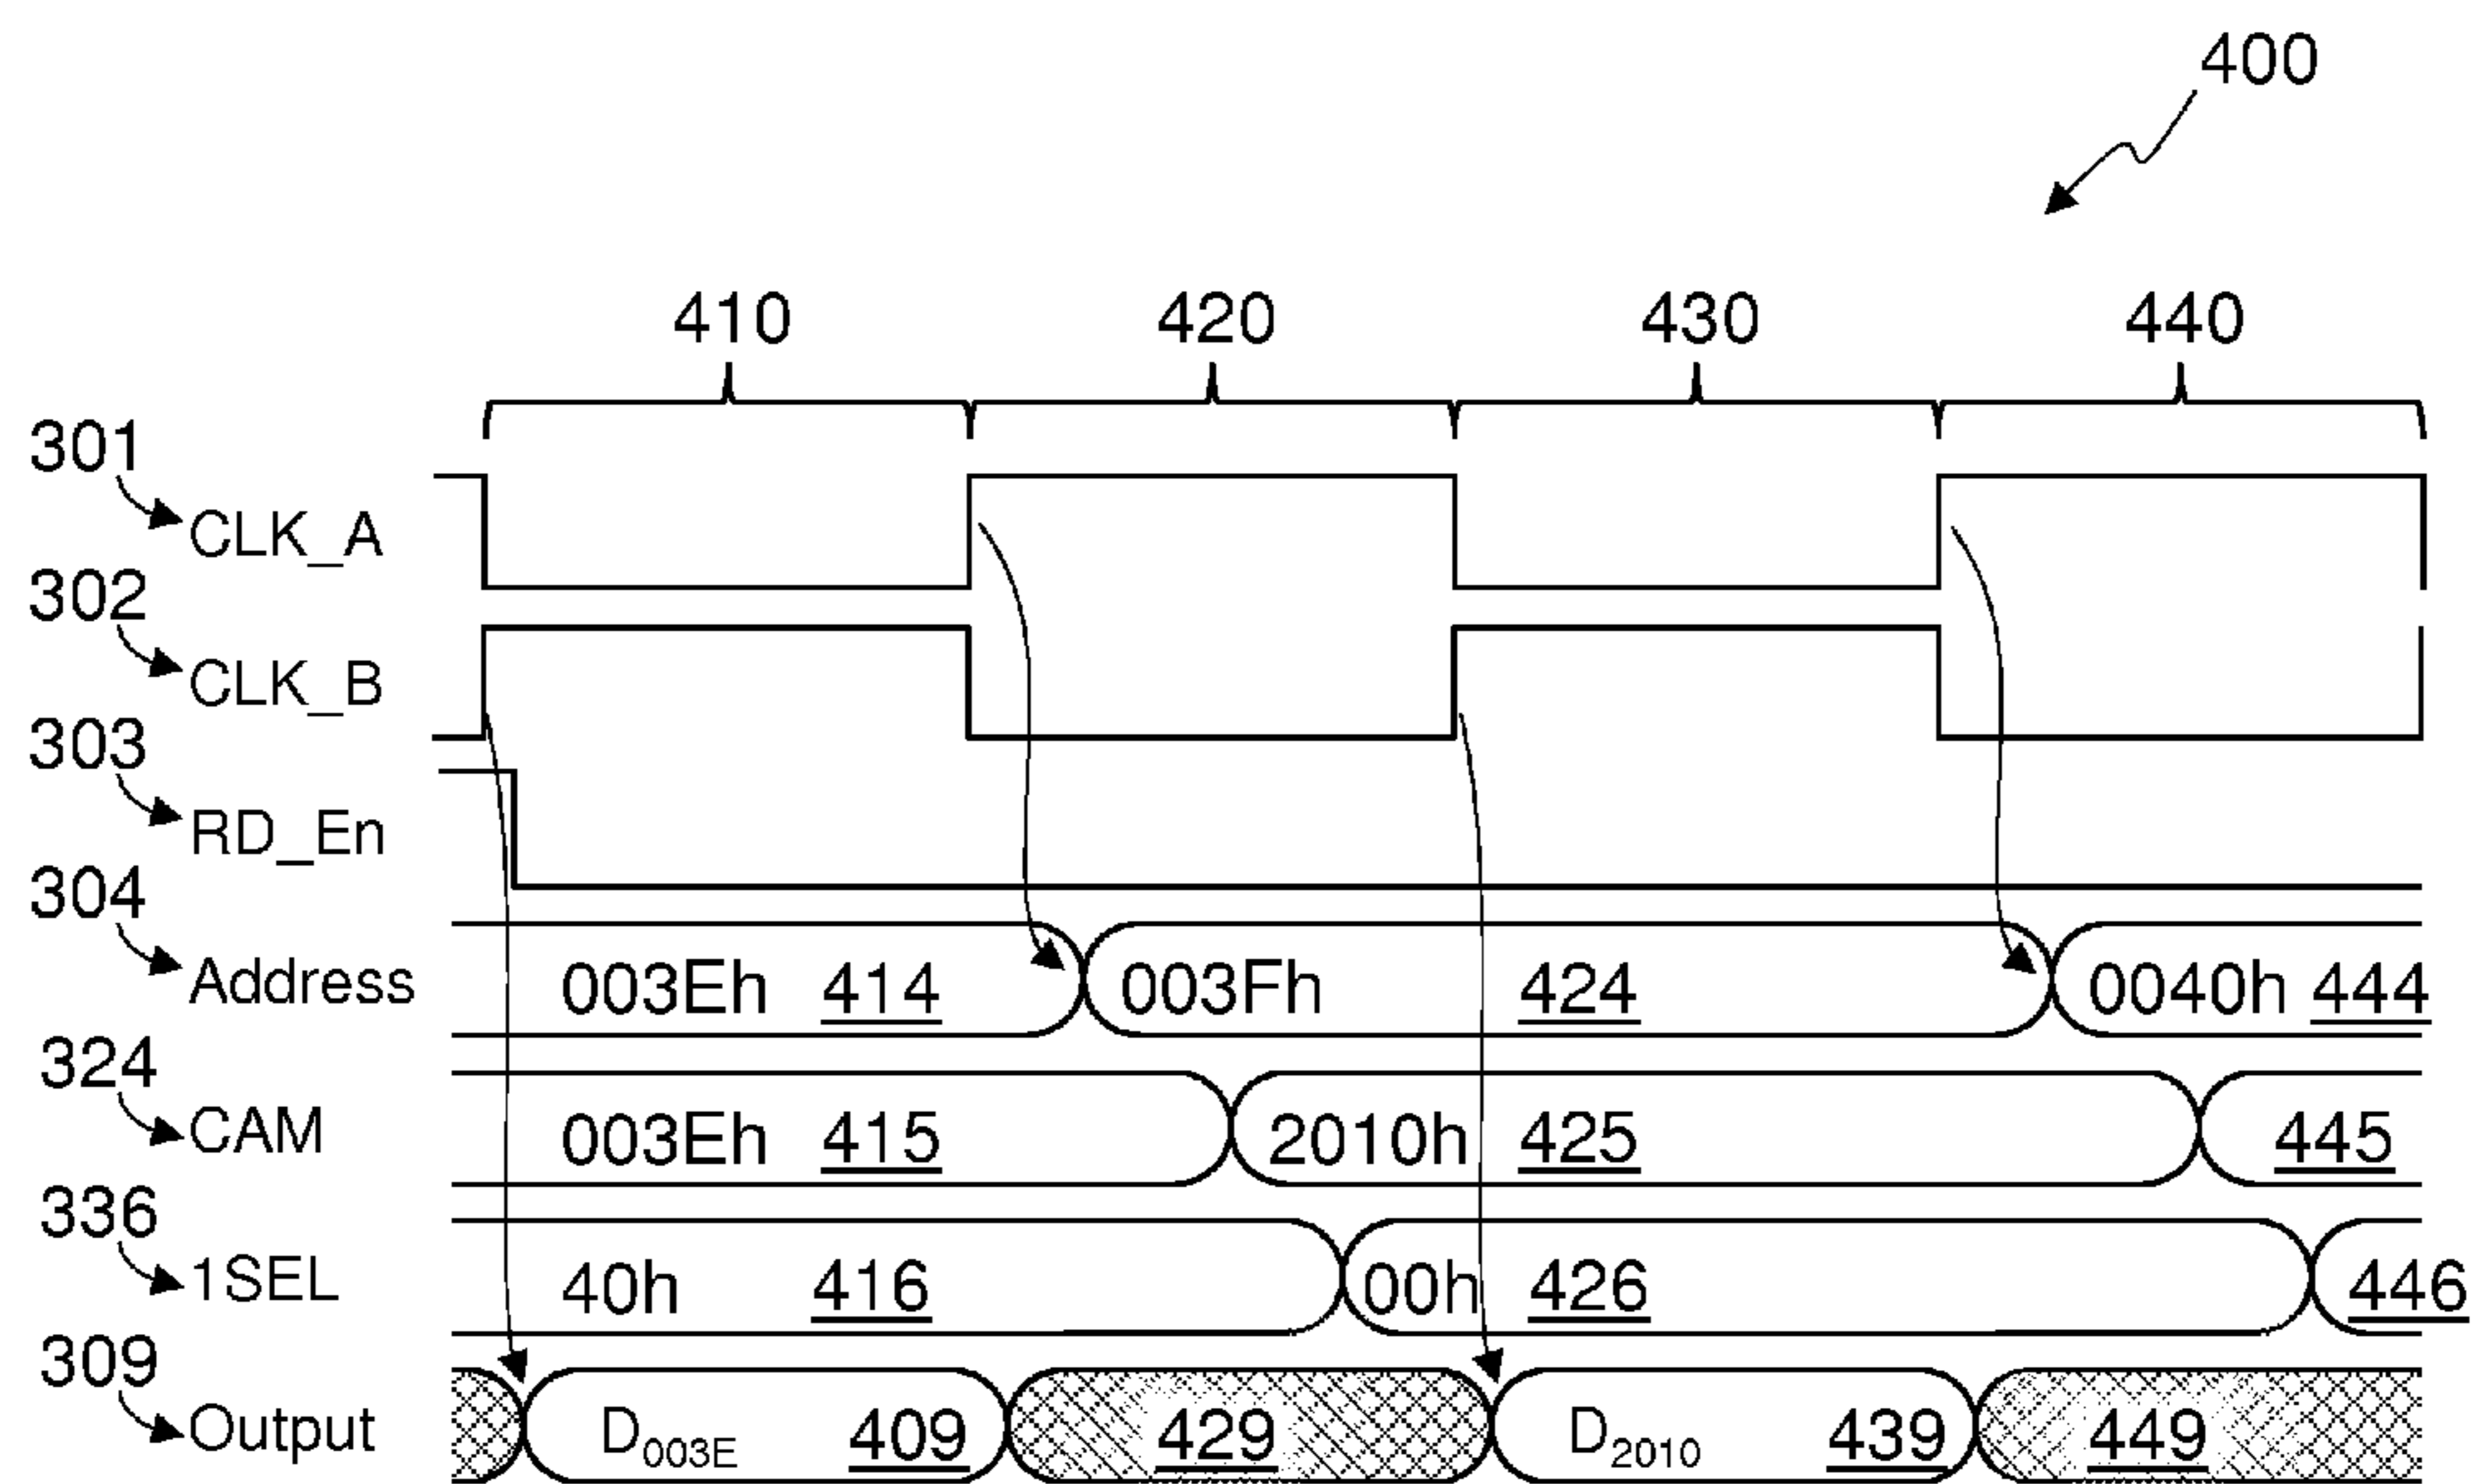 400
410 420 430 440
301
CLK_A
302
CLK_B
303
RD_En
304
Address 003Eh 414 003Fh 424 0040h 444
324
CAM 003Eh 415 2010h 425 445
336
1SEL 40h 416 00h 426 446
309
Output D003E 409 429 D2010 439 449